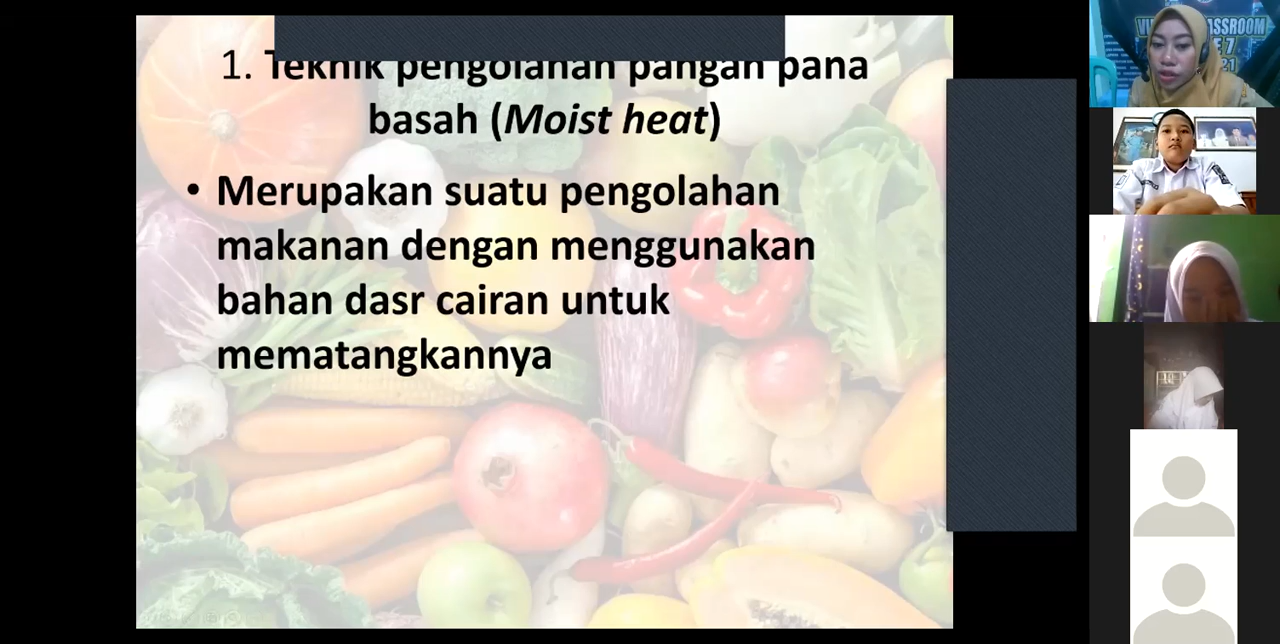 1. Teknik pengolahan pangan pana
basah (Moist heat)
• Merupakan suatu pengolahan
makanan dengan menggunakan
bahan dasr cairan untuk
mematangkannya